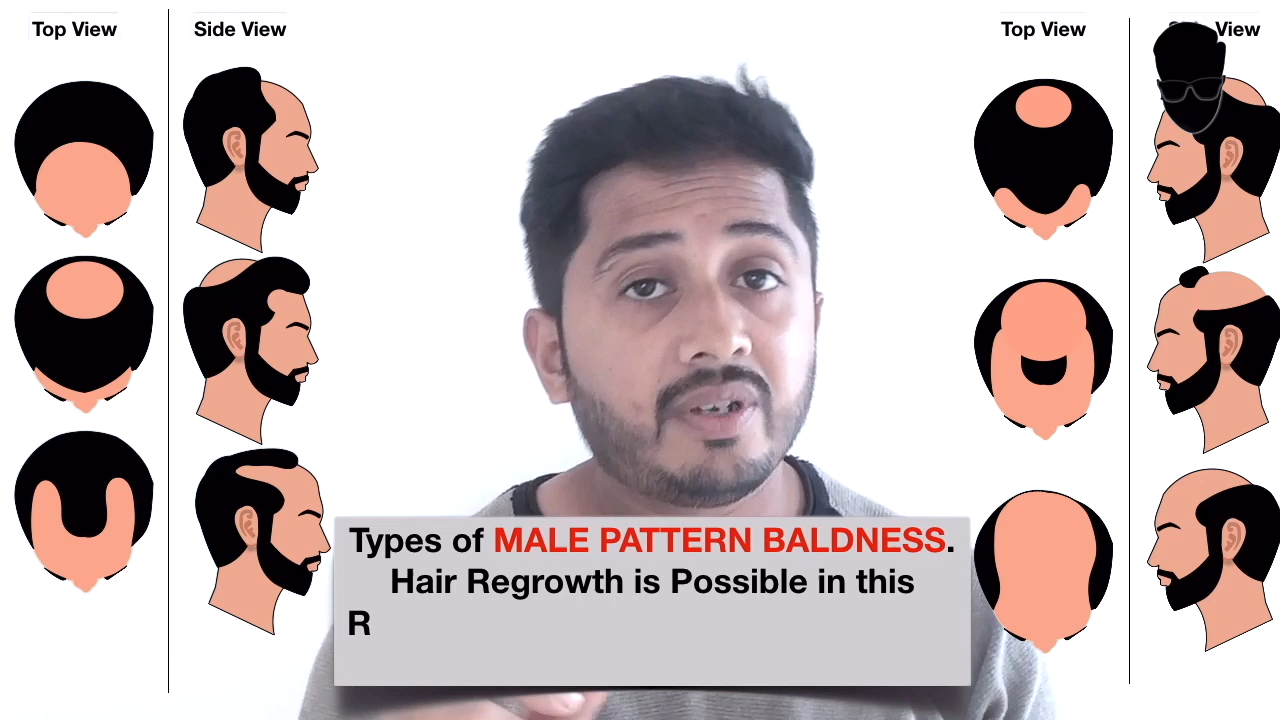 Top View
Side View
Top View
View
Types of MALE PATTERN BALDNESS.
Hair Regrowth is Possible in this
R